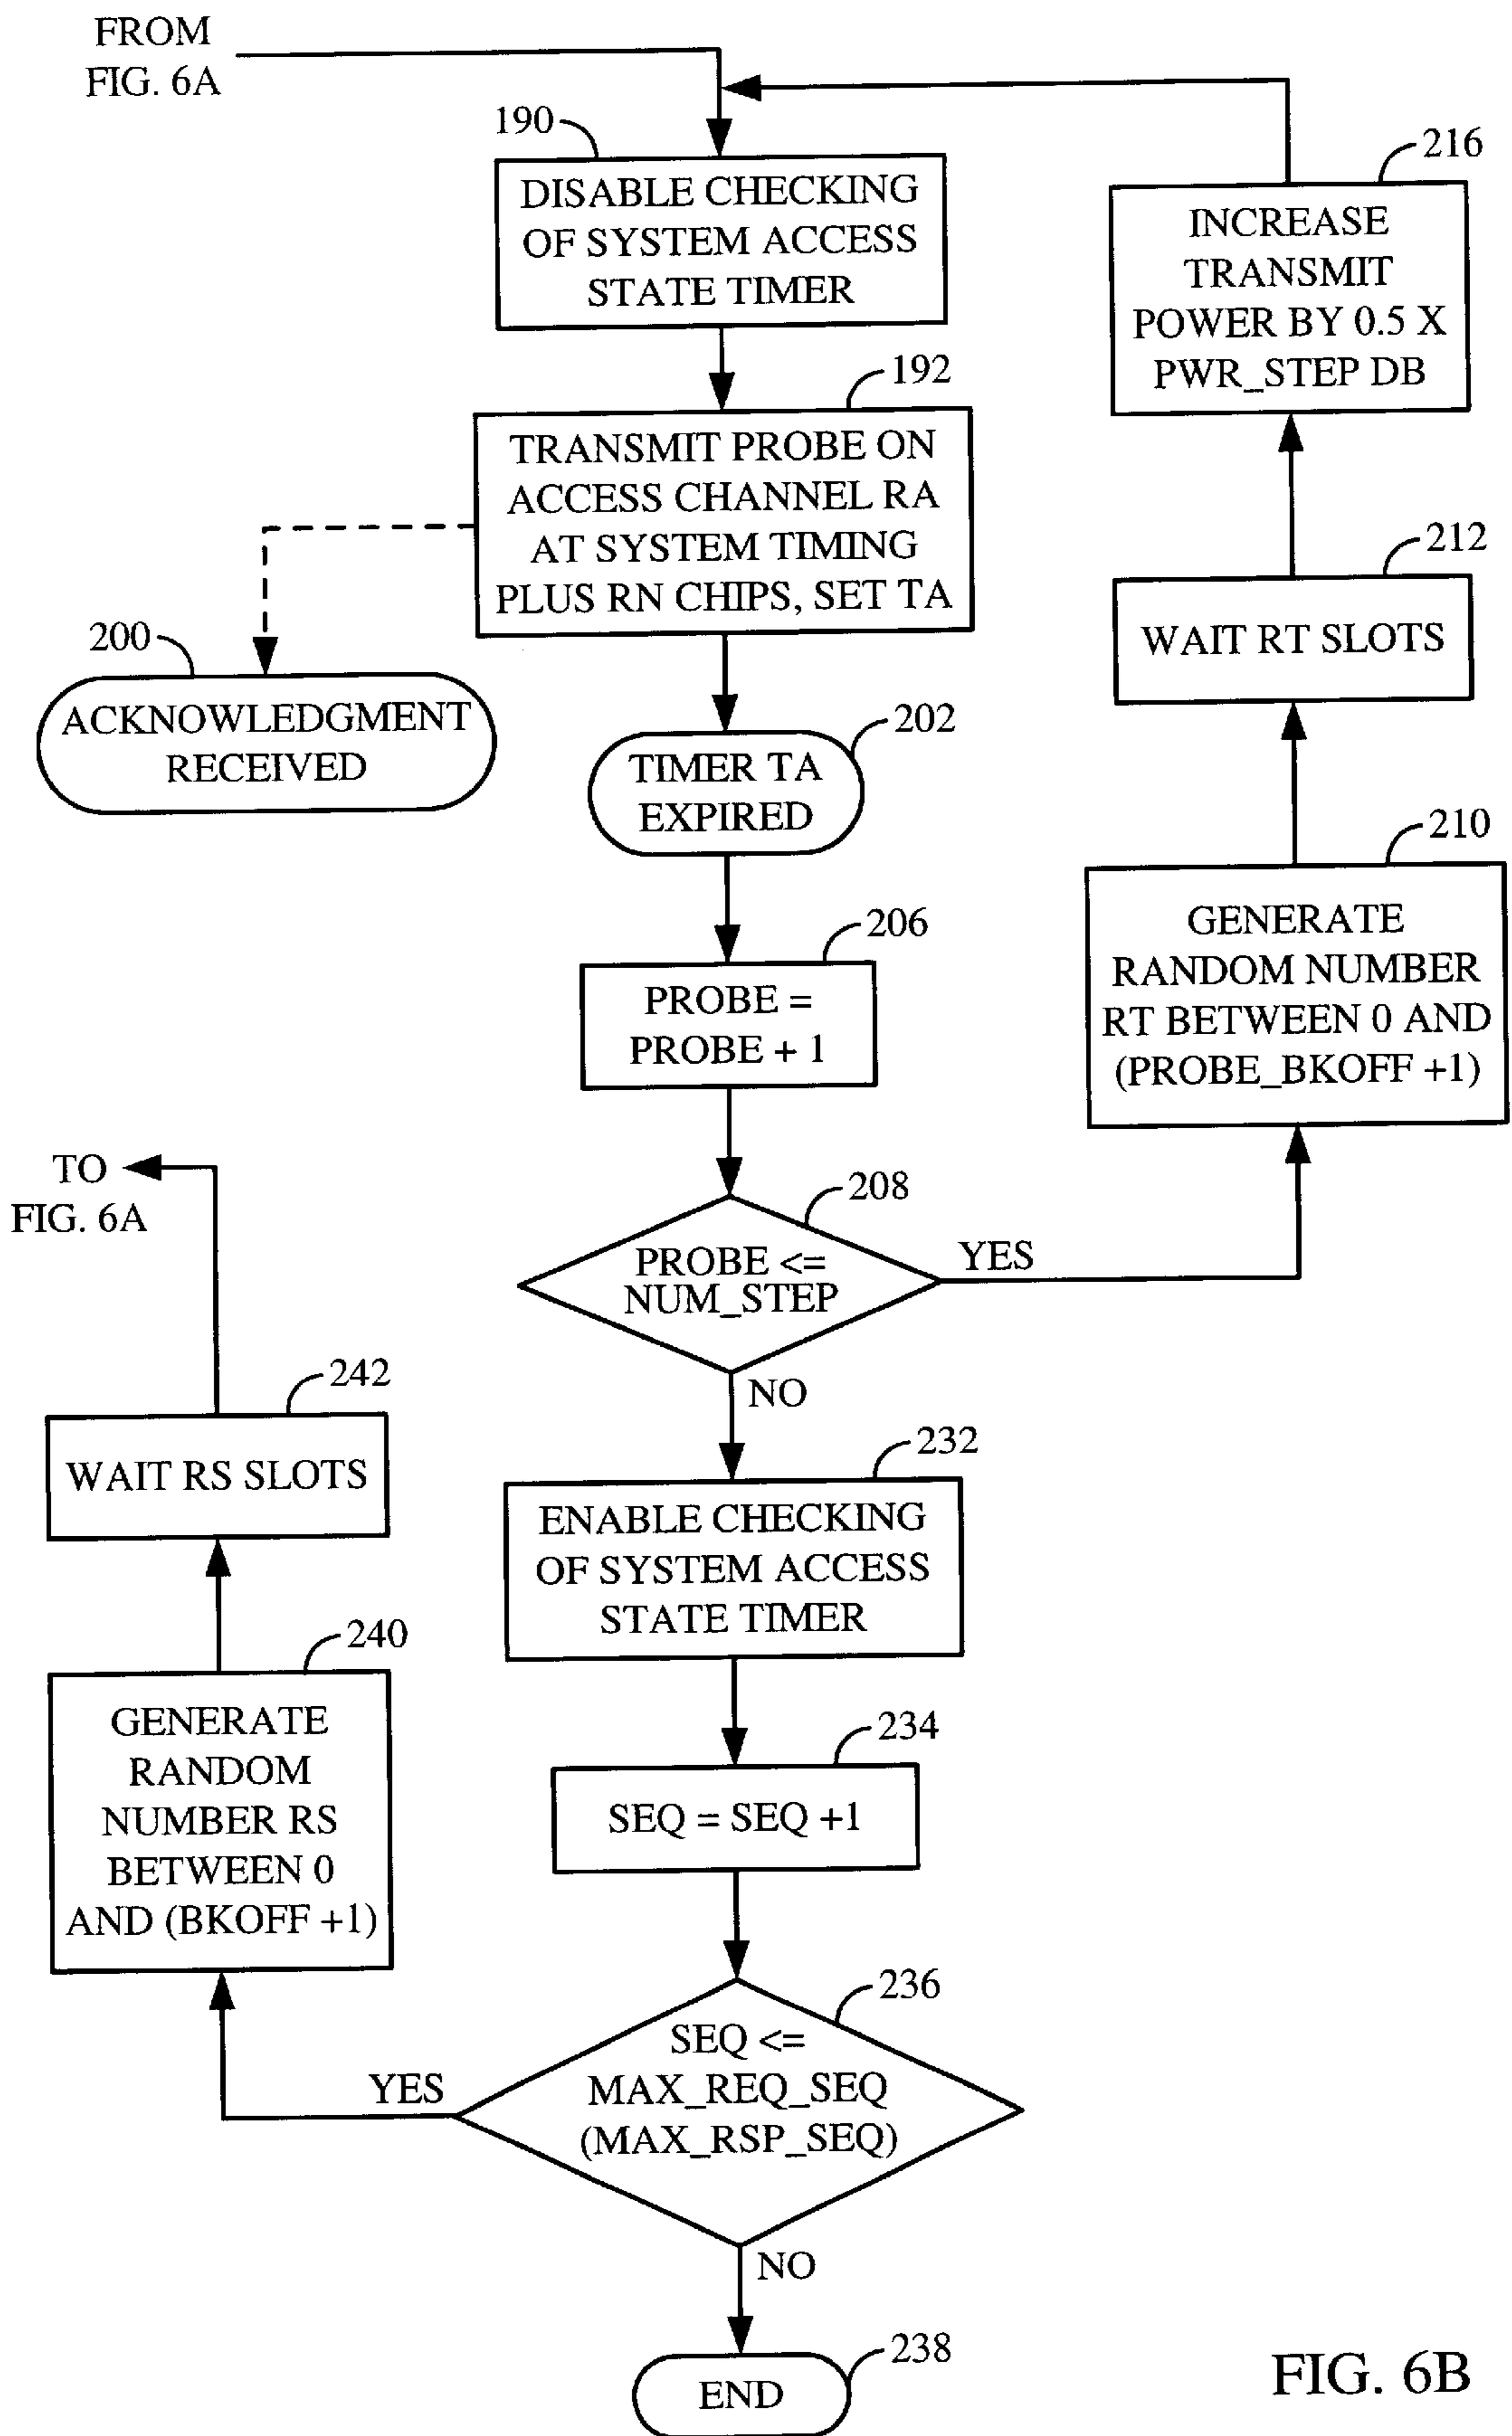 FROM
FIG. 6A
190
DISABLE CHECKING
OF SYSTEM ACCESS
STATE TIMER
216
INCREASE
TRANSMIT
POWER BY 0.5 X
PWR_STEP DB
192
TRANSMIT PROBE ON
ACCESS CHANNEL RA
AT SYSTEM TIMING
PLUS RN CHIPS, SET TA
212
WAIT RT SLOTS
200
ACKNOWLEDGMENT
RECEIVED
202
TIMER TA
EXPIRED
210
GENERATE
RANDOM NUMBER
RT BETWEEN 0 AND
(PROBE_BKOFF +1)
206
PROBE =
PROBE + 1
TO
FIG. 6A
208
PROBE <=
NUM_STEP
YES
NO
242
WAIT RS SLOTS
232
ENABLE CHECKING
OF SYSTEM ACCESS
STATE TIMER
240
GENERATE
RANDOM
NUMBER RS
BETWEEN 0
AND (BKOFF +1)
234
SEQ = SEQ +1
236
SEQ <=
MAX_REQ_SEQ
(MAX_RSP_SEQ)
YES
NO
238
END
FIG. 6B